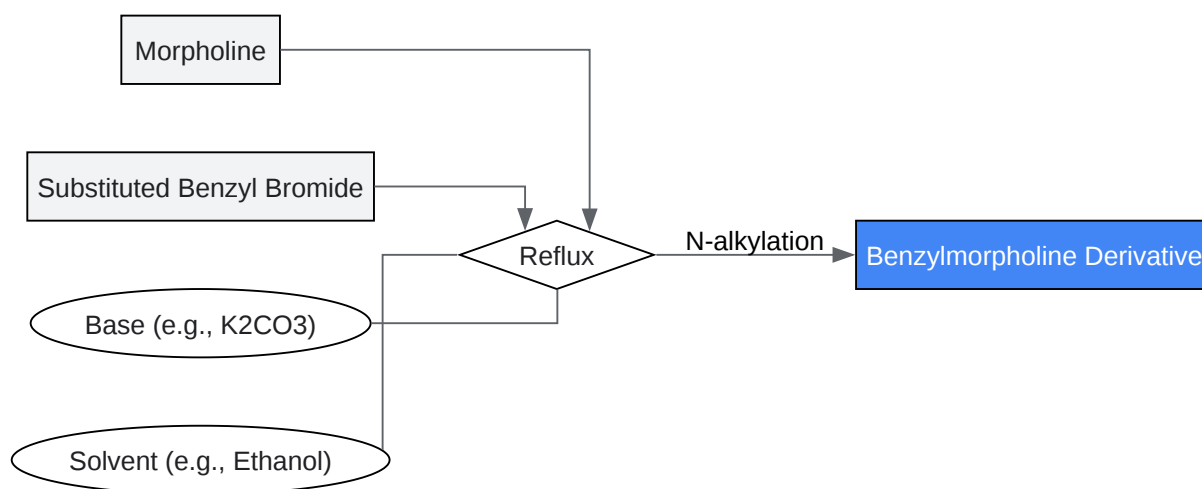 Morpholine
Substituted Benzyl Bromide
Reflux
N-alkylation
Benzylmorpholine Derivative
Base (e.g., K2CO3)
Solvent (e.g., Ethanol)